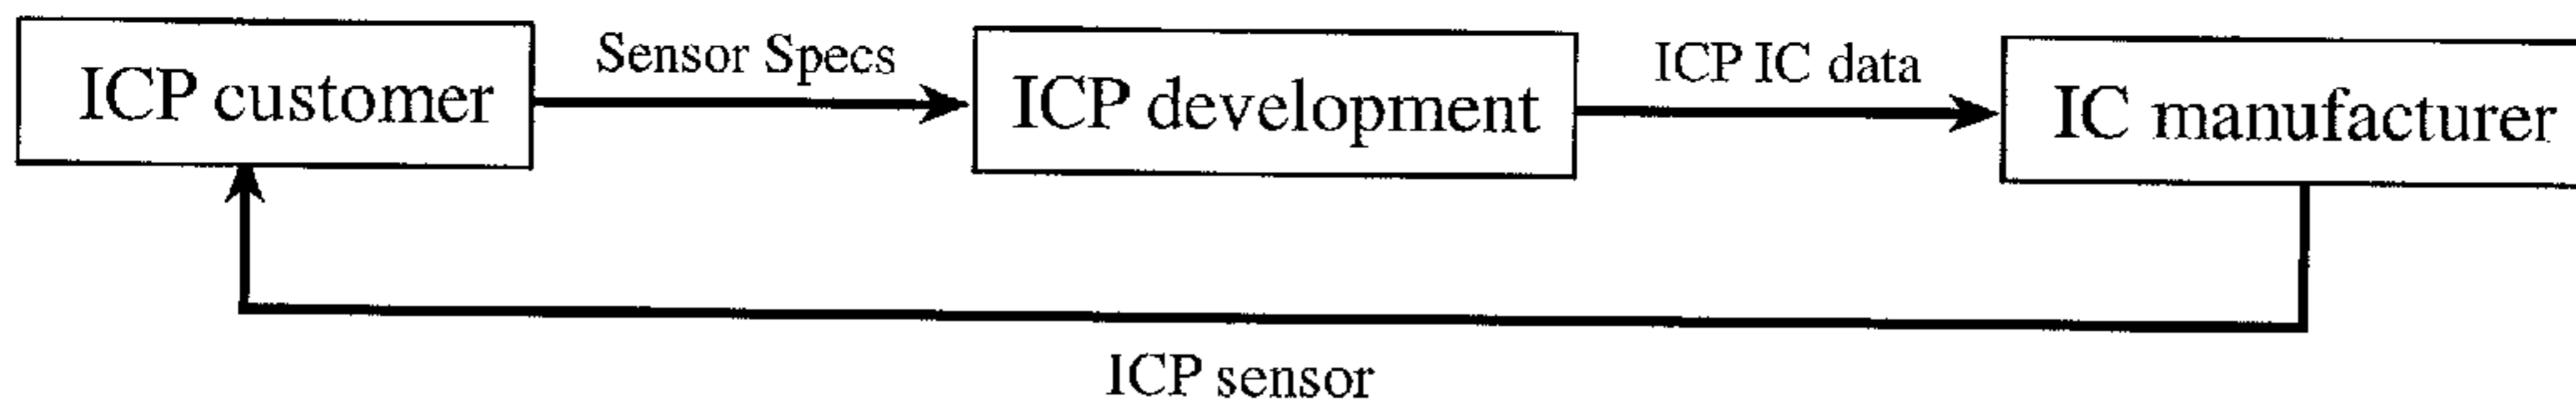 ICP customer
Sensor Specs
ICP development
ICP IC data
IC manufacturer
ICP sensor